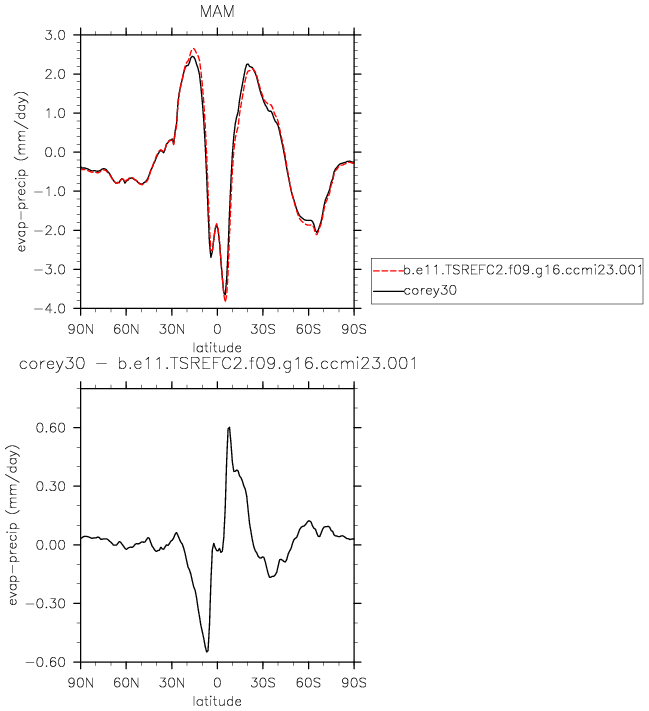 MAM
3.0
2.0
1.0
0.0
−1.0
−2.0
−3.0
−4.0
evap−precip (mm/day)
90N 60N 30N 0 30S 60S 90S
latitude
b.e11.TSREFC2.f09.g16.ccmi23.001
corey30
corey30 − b.e11.TSREFC2.f09.g16.ccmi23.001
0.60
0.30
0.00
−0.30
−0.60
evap−precip (mm/day)
90N 60N 30N 0 30S 60S 90S
latitude